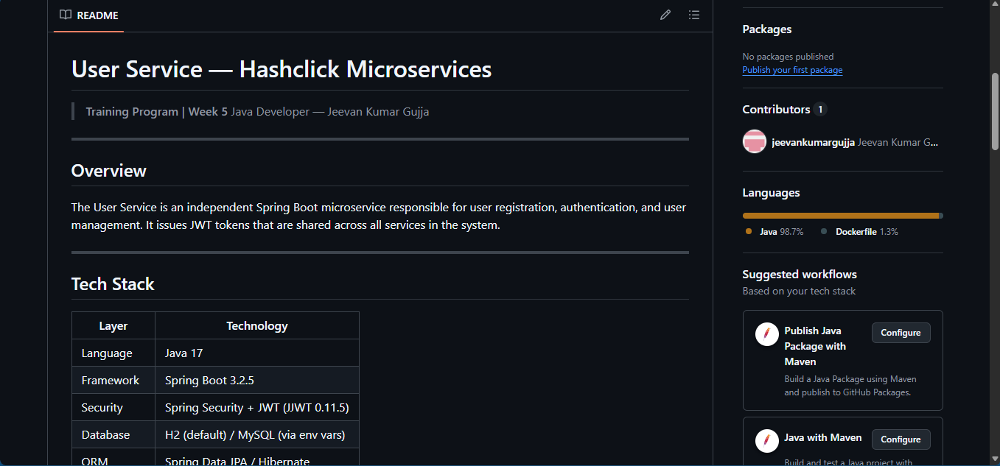 README
User Service — Hashclick Microservices
Training Program | Week 5 Java Developer — Jeevan Kumar Gujja
Overview
The User Service is an independent Spring Boot microservice responsible for user registration, authentication, and user
management. It issues JWT tokens that are shared across all services in the system.
Tech Stack
Layer Technology
Language Java 17
Framework Spring Boot 3.2.5
Security Spring Security + JWT (JJWT 0.11.5)
Database H2 (default) / MySQL (via env vars)
ORM Spring Data JPA / Hibernate
Packages
No packages published
Publish your first package
Contributors 1
jeevankumargujja Jeevan Kumar G...
Languages
Java 98.7% Dockerfile 1.3%
Suggested workflows
Based on your tech stack
Publish Java
Package with
Maven
Configure
Build a Java Package using Maven
and publish to GitHub Packages.
Java with Maven
Configure
Build and test a Java project with